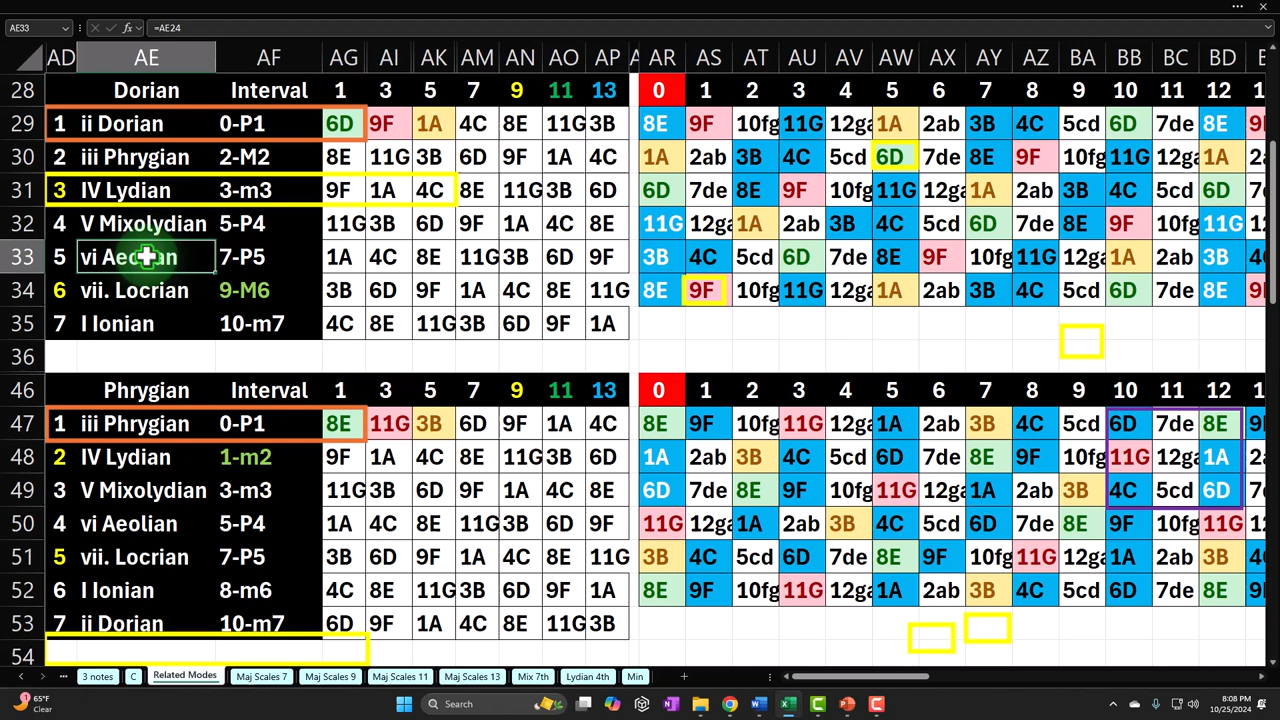 AE33 fx =AE24
AD AE AF AG AI AK AM AN AO AP AR AS AT AU AV AW AX AY AZ BA BB BC BD
28 Dorian Interval 1 3 5 7 9 11 13 0 1 2 3 4 5 6 7 8 9 10 11 12
29 1 ii Dorian 0-P1 6D 9F 1A 4C 8E 11G 3B 8E 9F 10fg 11G 12ga 1A 2ab 3B 4C 5cd 6D 7de 8E
30 2 iii Phrygian 2-M2 8E 11G 3B 6D 9F 1A 4C 1A 2ab 3B 4C 5cd 6D 7de 8E 9F 10fg 11G 12ga 1A
31 3 IV Lydian 3-m3 9F 1A 4C 8E 11G 3B 6D 6D 7de 8E 9F 10fg 11G 12ga 1A 2ab 3B 4C 5cd 6D
32 4 V Mixolydian 5-P4 11G 3B 6D 9F 1A 4C 8E 11G 12ga 1A 2ab 3B 4C 5cd 6D 7de 8E 9F 10fg 11G
33 5 vi Aeolian 7-P5 1A 4C 8E 11G 3B 6D 9F 3B 4C 5cd 6D 7de 8E 9F 10fg 11G 12ga 1A 2ab 3B
34 6 vii. Locrian 9-M6 3B 6D 9F 1A 4C 8E 11G 8E 9F 10fg 11G 12ga 1A 2ab 3B 4C 5cd 6D 7de 8E
35 7 I Ionian 10-m7 4C 8E 11G 3B 6D 9F 1A
36
46 Phrygian Interval 1 3 5 7 9 11 13 0 1 2 3 4 5 6 7 8 9 10 11 12
47 1 iii Phrygian 0-P1 8E 11G 3B 6D 9F 1A 4C 8E 9F 10fg 11G 12ga 1A 2ab 3B 4C 5cd 6D 7de 8E
48 2 IV Lydian 1-m2 9F 1A 4C 8E 11G 3B 6D 1A 2ab 3B 4C 5cd 6D 7de 8E 9F 10fg 11G 12ga 1A
49 3 V Mixolydian 3-m3 11G 3B 6D 9F 1A 4C 8E 6D 7de 8E 9F 10fg 11G 12ga 1A 2ab 3B 4C 5cd 6D
50 4 vi Aeolian 5-P4 1A 4C 8E 11G 3B 6D 9F 11G 12ga 1A 2ab 3B 4C 5cd 6D 7de 8E 9F 10fg 11G
51 5 vii. Locrian 7-P5 3B 6D 9F 1A 4C 8E 11G 3B 4C 5cd 6D 7de 8E 9F 10fg 11G 12ga 1A 2ab 3B
52 6 I Ionian 8-m6 4C 8E 11G 3B 6D 9F 1A 8E 9F 10fg 11G 12ga 1A 2ab 3B 4C 5cd 6D 7de 8E
53 7 ii Dorian 10-m7 6D 9F 1A 4C 8E 11G 3B
54
3 notes C Related Modes Maj Scales 7 Maj Scales 9 Maj Scales 11 Maj Scales 13 Mix 7th Lydian 4th Min
65°F
Clear
Search
8:08 PM
10/25/2024